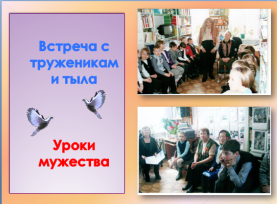 Встреча с
труженикам
и тыла
Уроки
мужества